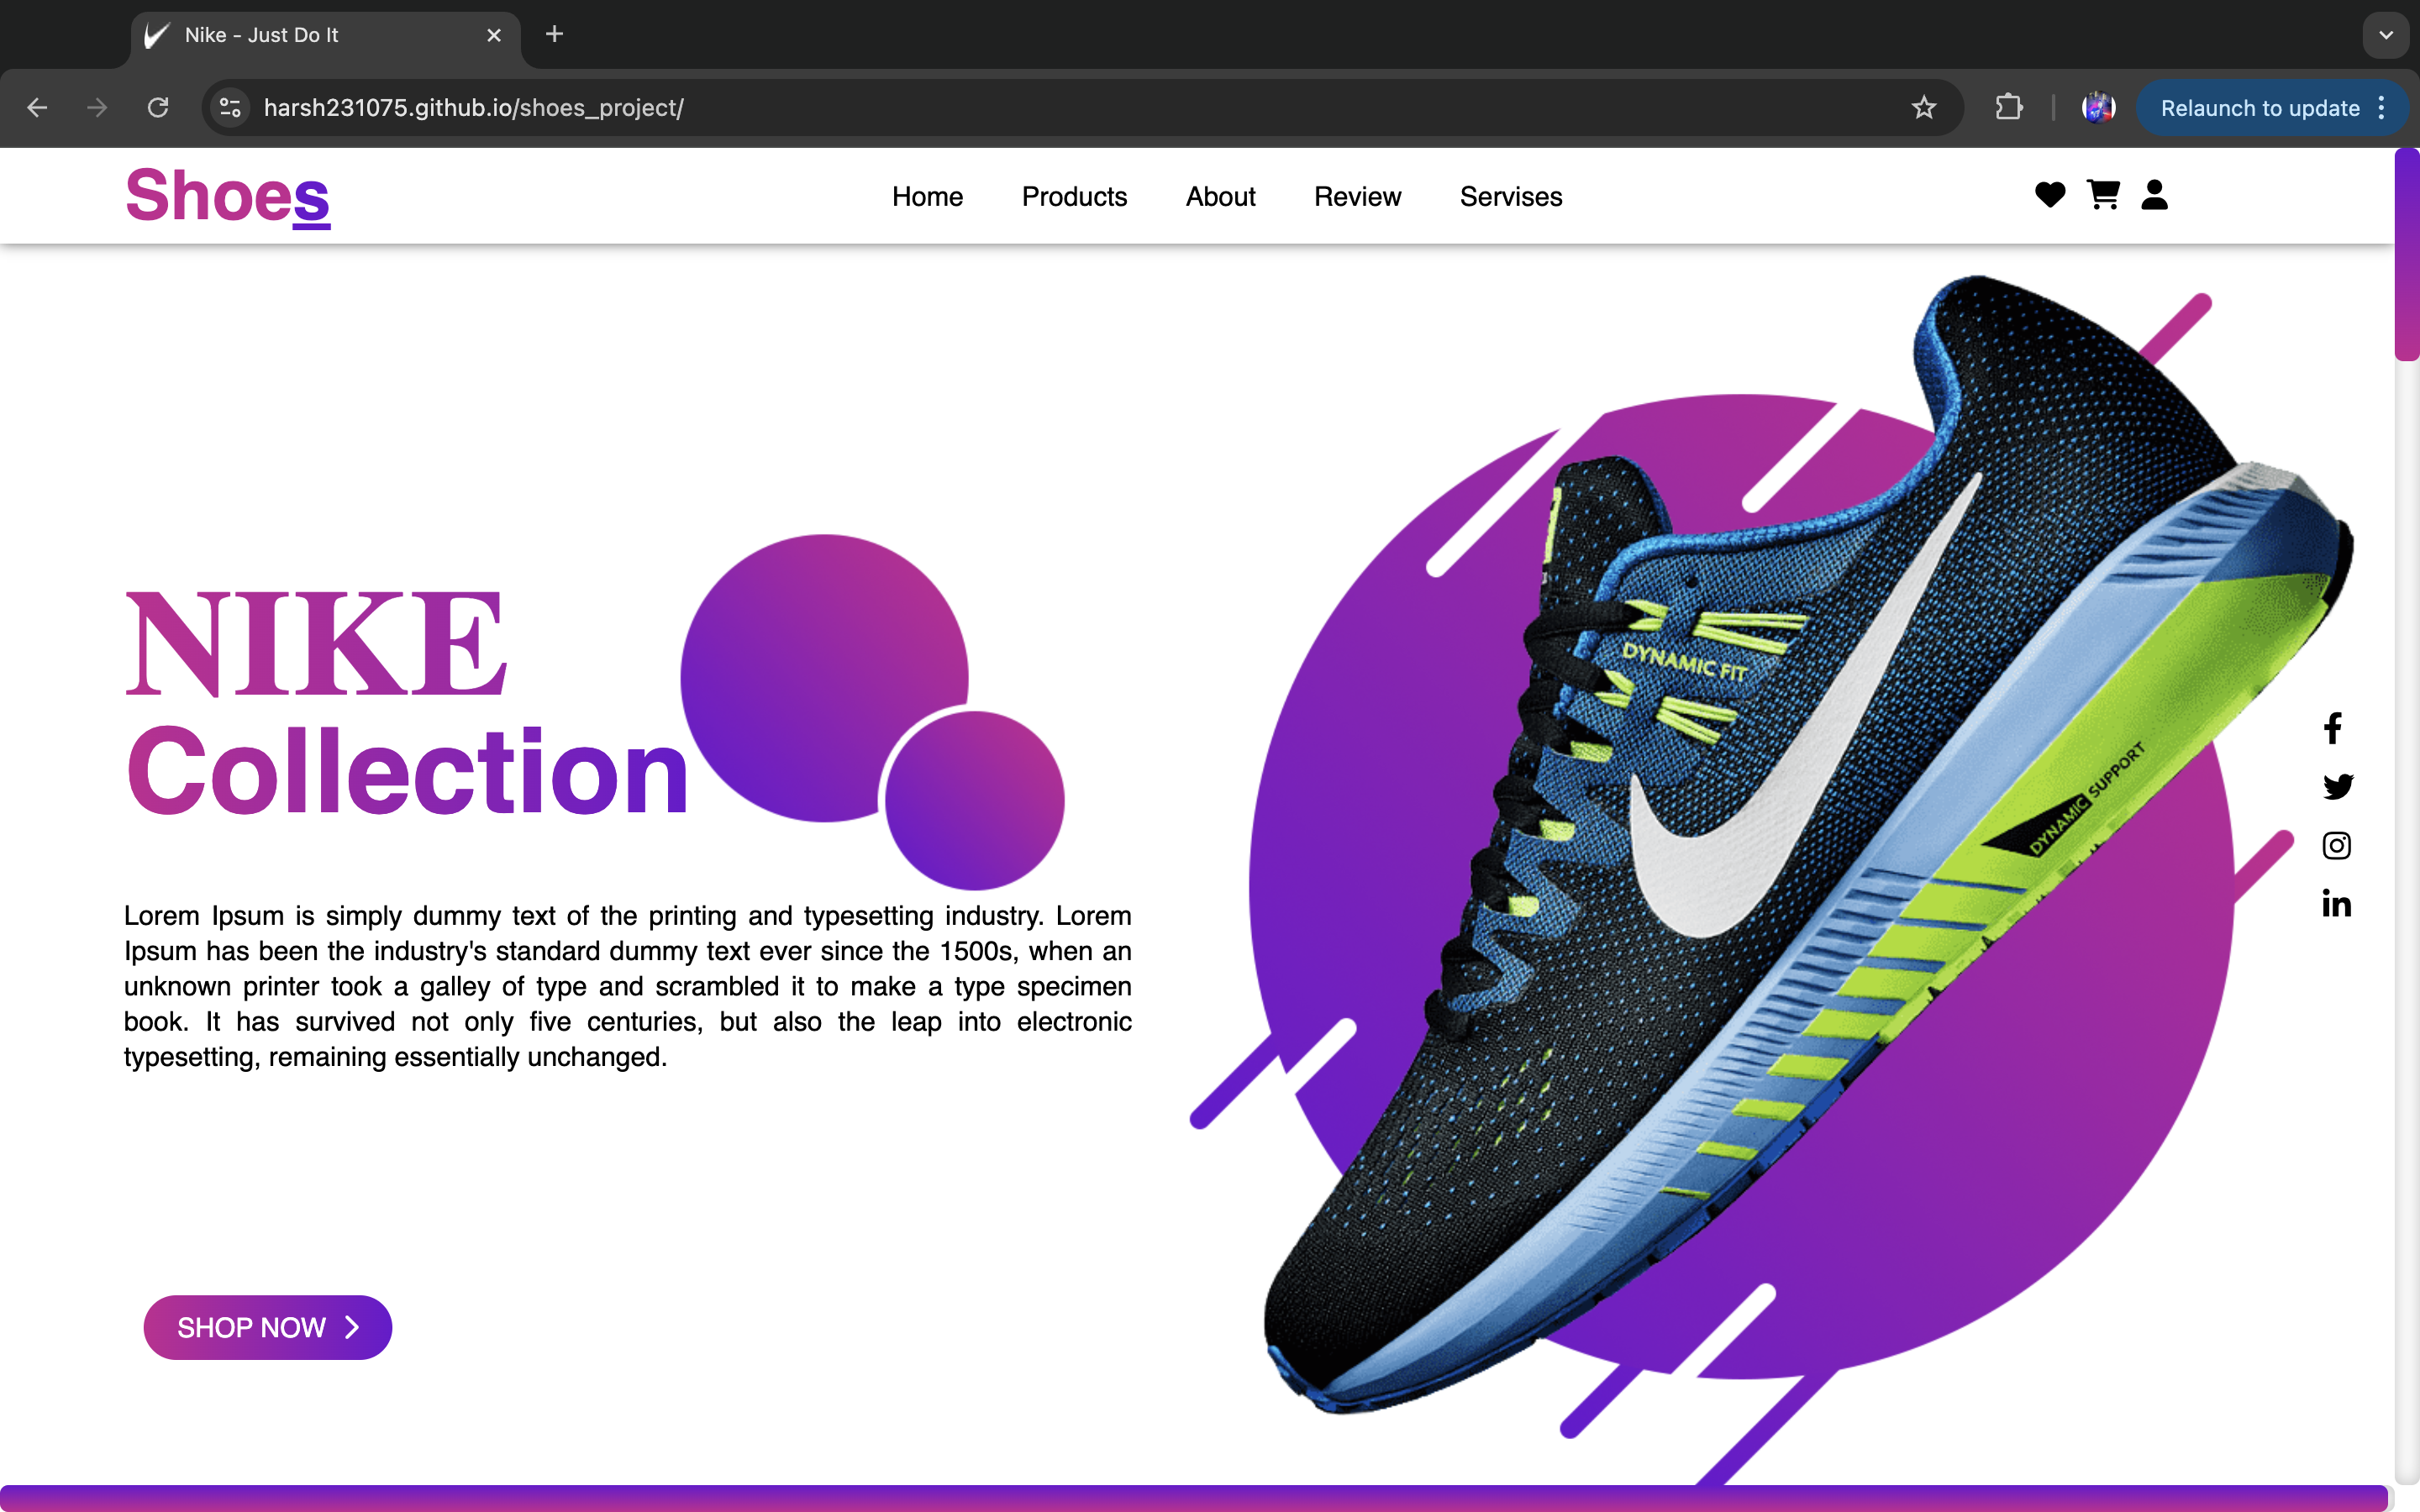 Nike - Just Do It
harsh231075.github.io/shoes_project/
Relaunch to update
Shoes
Home
Products
About
Review
Servises
NIKE
Collection
Lorem Ipsum is simply dummy text of the printing and typesetting industry. Lorem
Ipsum has been the industry's standard dummy text ever since the 1500s, when an
unknown printer took a galley of type and scrambled it to make a type specimen
book. It has survived not only five centuries, but also the leap into electronic
typesetting, remaining essentially unchanged.
SHOP NOW
DYNAMIC FIT
DYNAMIC SUPPORT